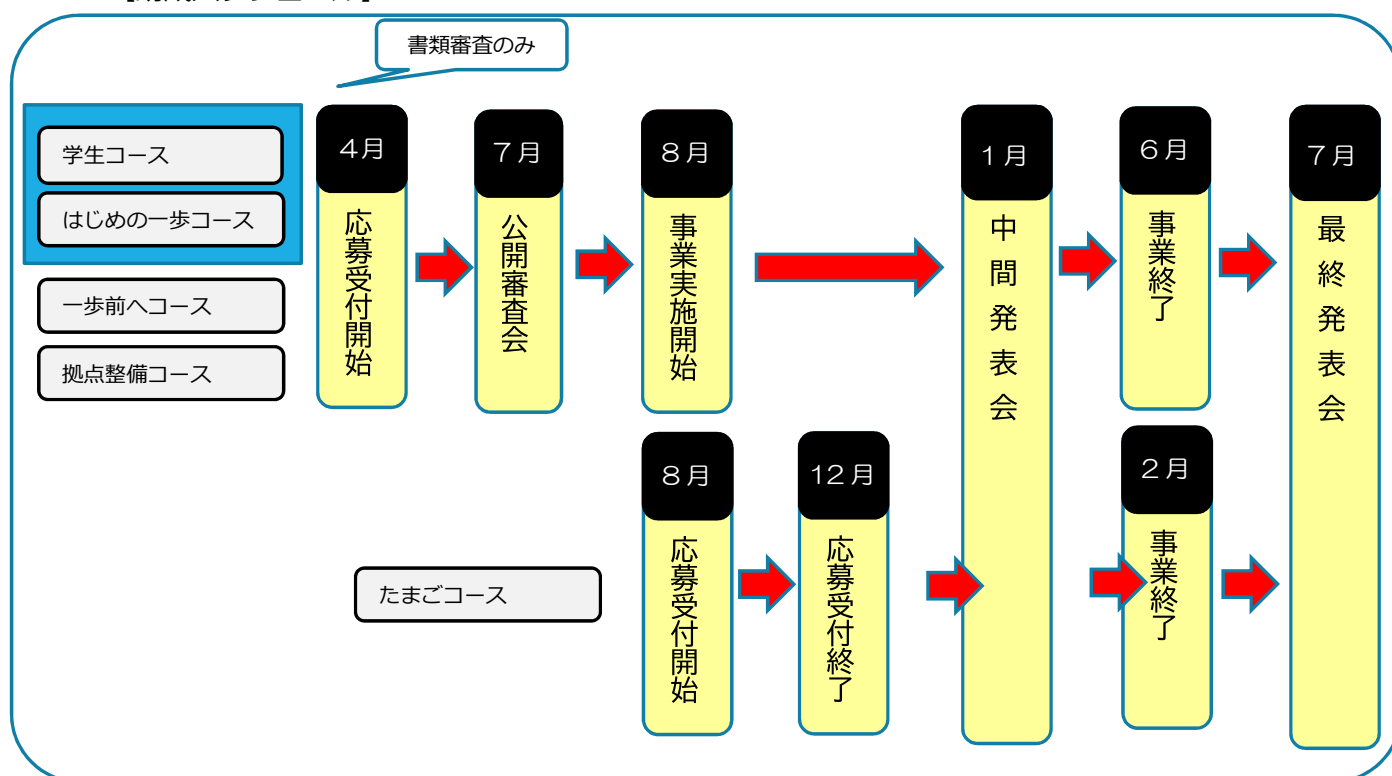 書類審査のみ
学生コース
はじめの一歩コース
一歩前へコース
拠点整備コース
4月
応募受付開始
7月
公開審査会
8月
事業実施開始
1月
中間発表会
6月
事業終了
7月
最終発表会
たまごコース
8月
応募受付開始
12月
応募受付終了
2月
事業終了